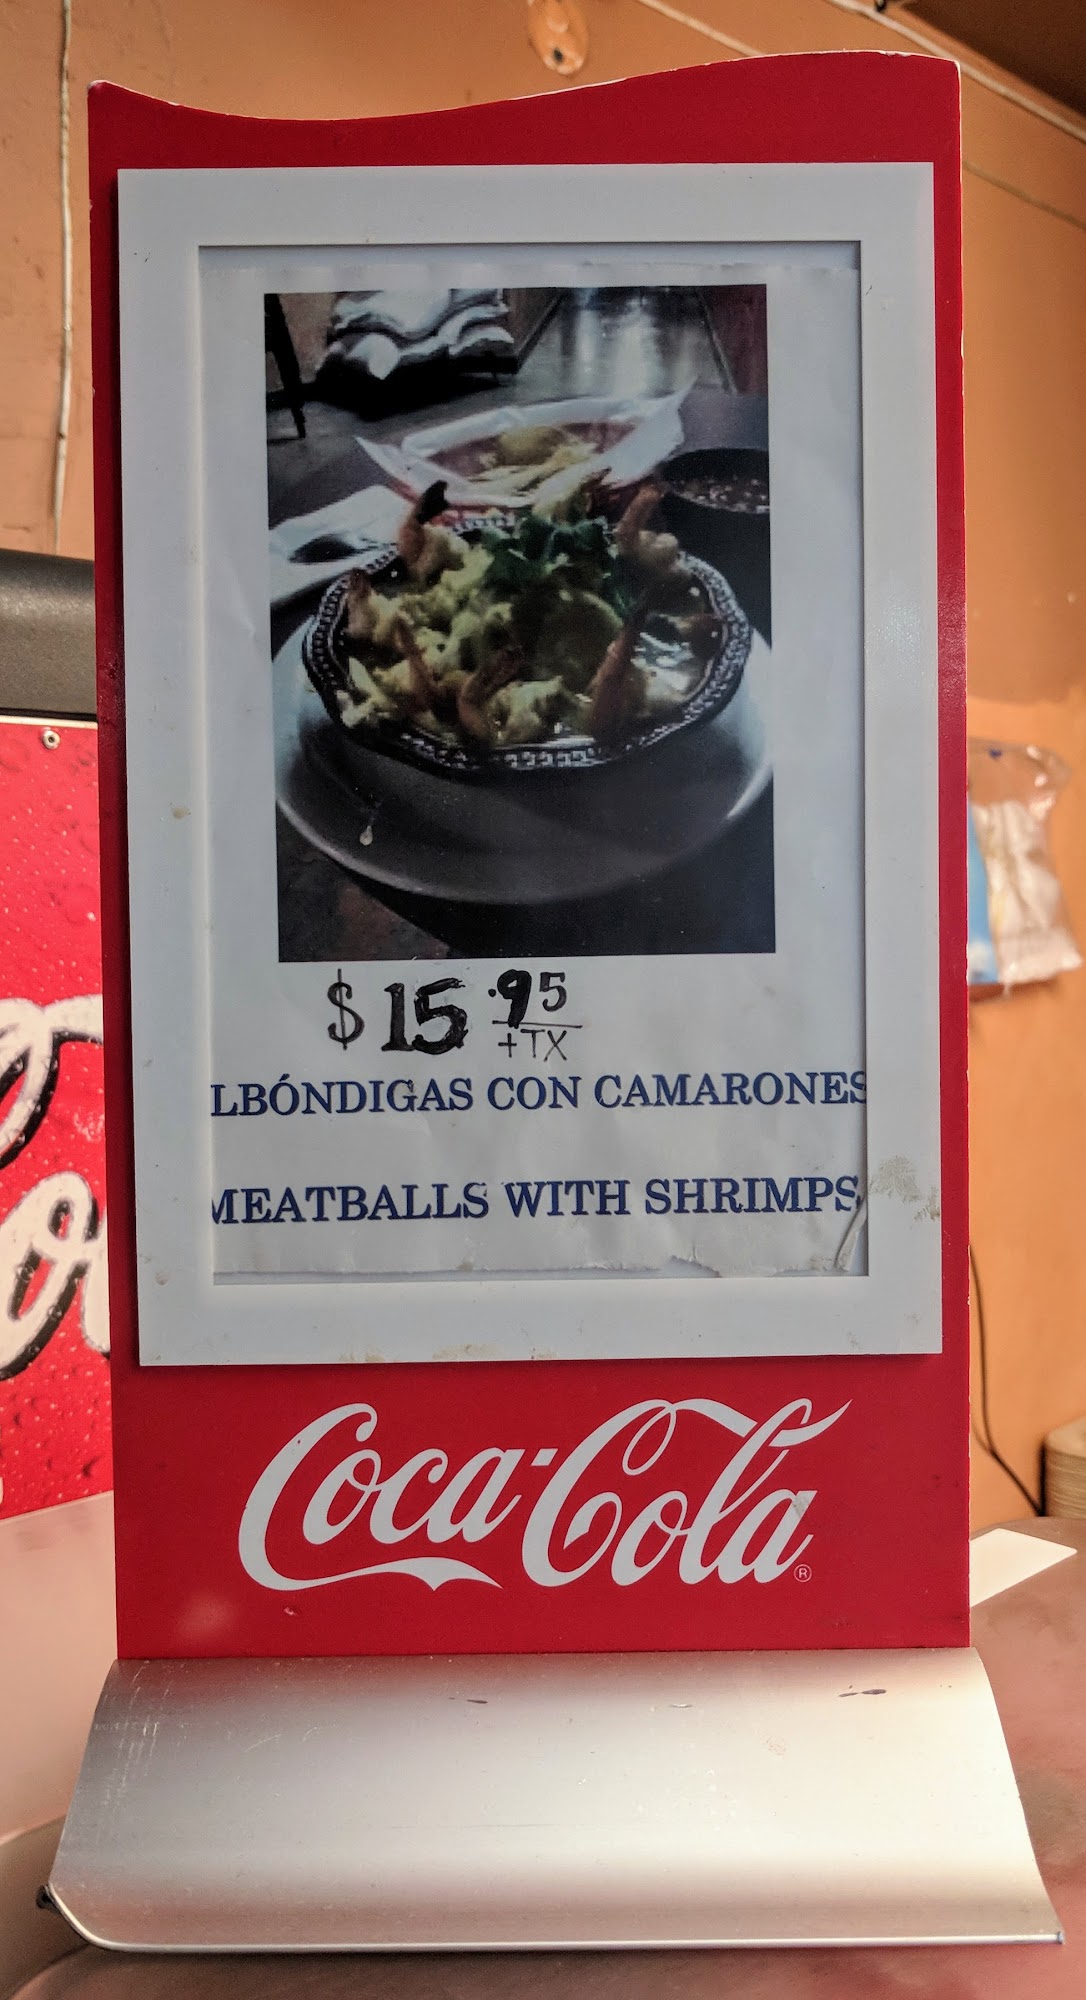 $15.95
+TX
LBÓNDIGAS CON CAMARONES
MEATBALLS WITH SHRIMPS
Coca-Cola®